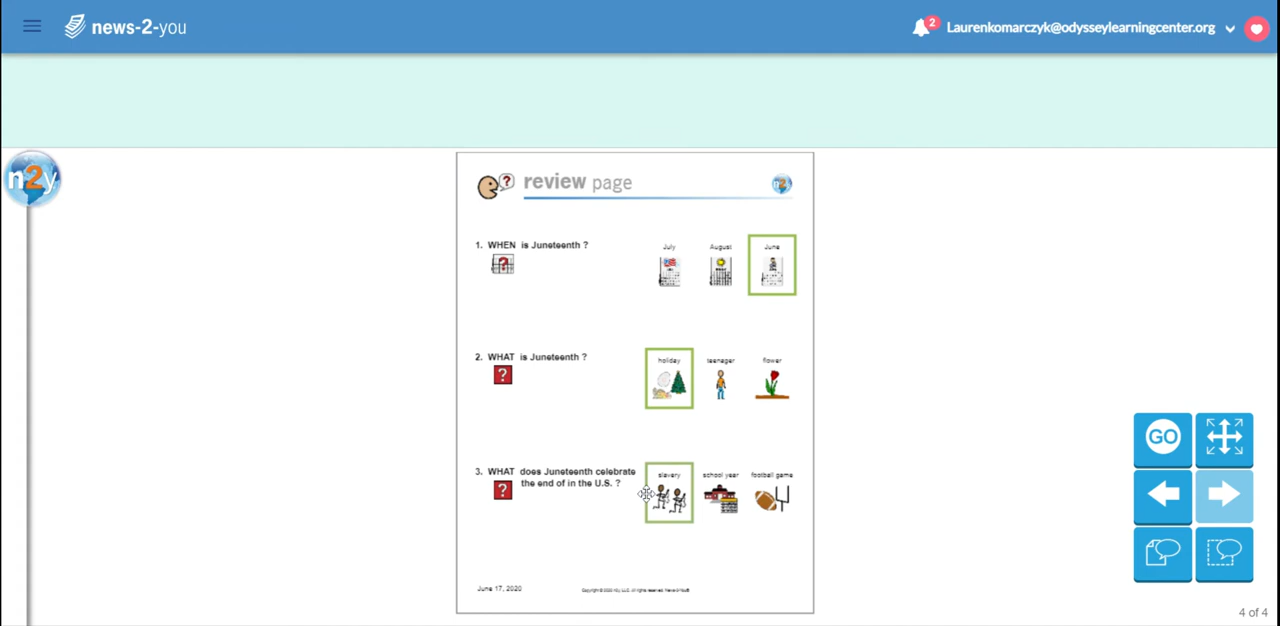 news-2-you
2
Laurenkomarczyk@odysseylearningcenter.org
n2y
?
review page
n2
1. WHEN is Juneteenth ?
?
July
August
June
2. WHAT is Juneteenth ?
?
holiday
teenager
flower
3. WHAT does Juneteenth celebrate
the end of in the U.S. ?
?
slavery
school year
football game
GO
June 17, 2020
4 of 4